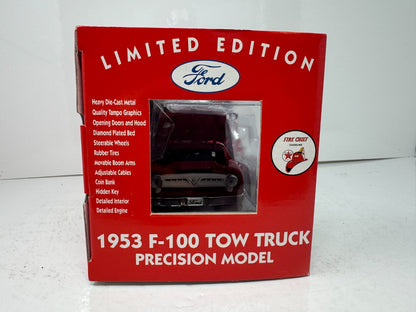 LIMITED EDITION
Ford
Heavy Die-Cast Metal
Quality Tampo Graphics
Opening Doors and Hood
Diamond Plated Bed
Steerable Wheels
Rubber Tires
Movable Boom Arms
Adjustable Cables
Coin Bank
Hidden Key
Detailed Interior
Detailed Engine
FIRE CHIEF
GASOLINE
1953 F-100 TOW TRUCK
PRECISION MODEL